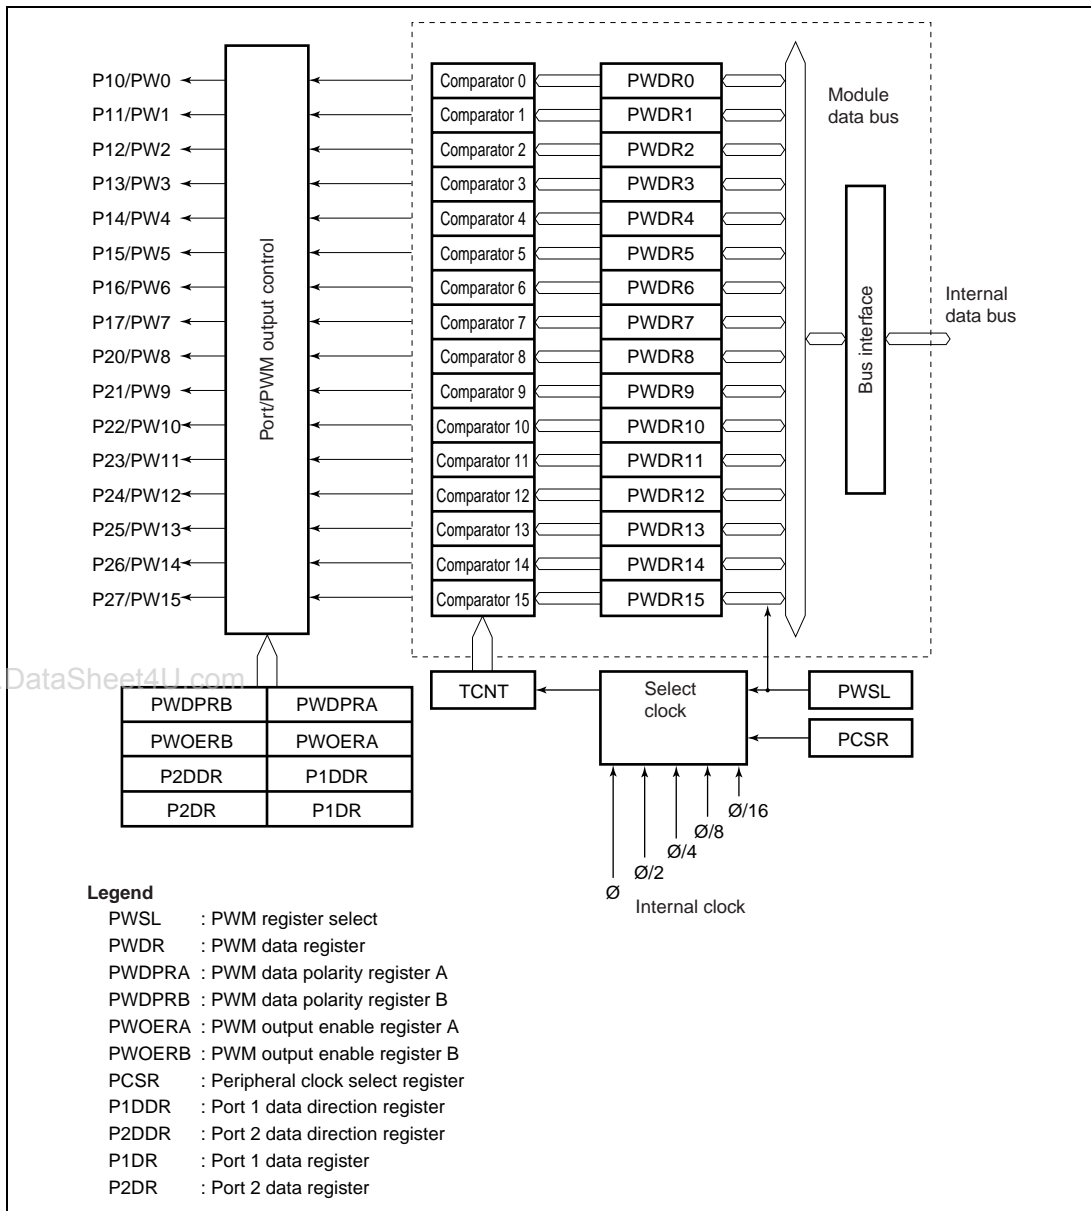 P10/PW0
P11/PW1
P12/PW2
P13/PW3
P14/PW4
P15/PW5
P16/PW6
P17/PW7
P20/PW8
P21/PW9
P22/PW10
P23/PW11
P24/PW12
P25/PW13
P26/PW14
P27/PW15
Port/PWM output control
Comparator 0
Comparator 1
Comparator 2
Comparator 3
Comparator 4
Comparator 5
Comparator 6
Comparator 7
Comparator 8
Comparator 9
Comparator 10
Comparator 11
Comparator 12
Comparator 13
Comparator 14
Comparator 15
PWDR0
PWDR1
PWDR2
PWDR3
PWDR4
PWDR5
PWDR6
PWDR7
PWDR8
PWDR9
PWDR10
PWDR11
PWDR12
PWDR13
PWDR14
PWDR15
Module
data bus
Bus interface
Internal
data bus
.DataSheet4U.com
PWDPRB PWDPRA
PWOERB PWOERA
P2DDR P1DDR
P2DR P1DR
TCNT
Select
clock
PWSL
PCSR
Ø/16
Ø/8
Ø/4
Ø/2
Ø
Internal clock
Legend
PWSL : PWM register select
PWDR : PWM data register
PWDPRA : PWM data polarity register A
PWDPRB : PWM data polarity register B
PWOERA : PWM output enable register A
PWOERB : PWM output enable register B
PCSR : Peripheral clock select register
P1DDR : Port 1 data direction register
P2DDR : Port 2 data direction register
P1DR : Port 1 data register
P2DR : Port 2 data register